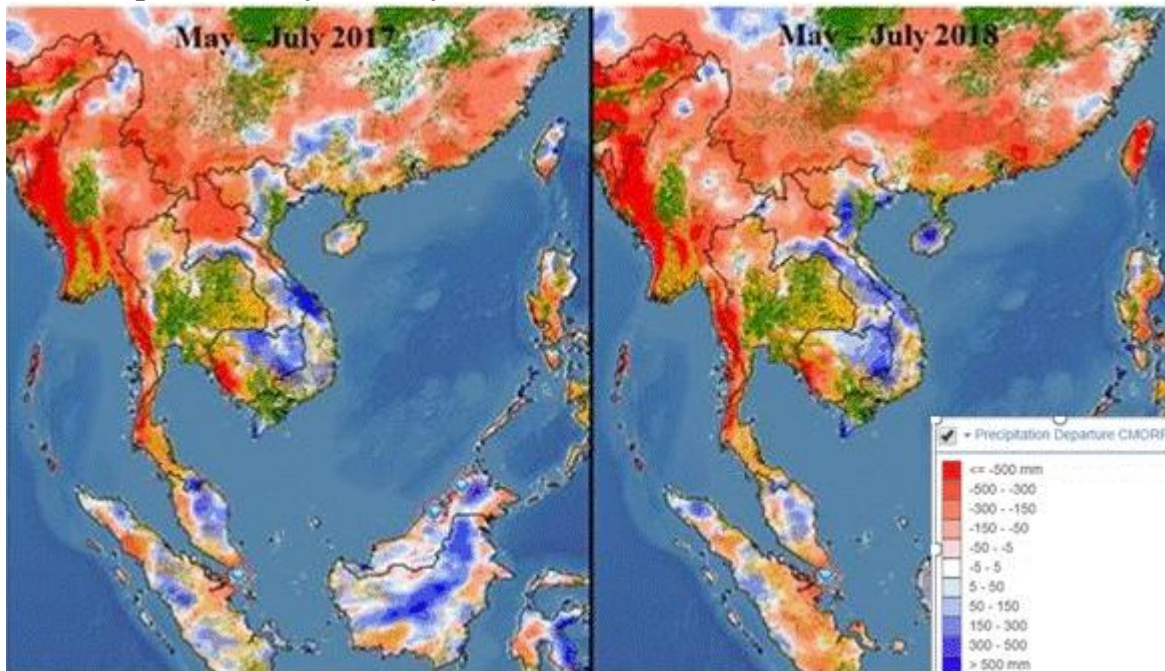 May – July 2017
May – July 2018
Precipitation Departure CMORP
<= -500 mm
-500 - -300
-300 - -150
-150 - -50
-50 - -5
-5 - 5
5 - 50
50 - 150
150 - 300
300 - 500
> 500 mm